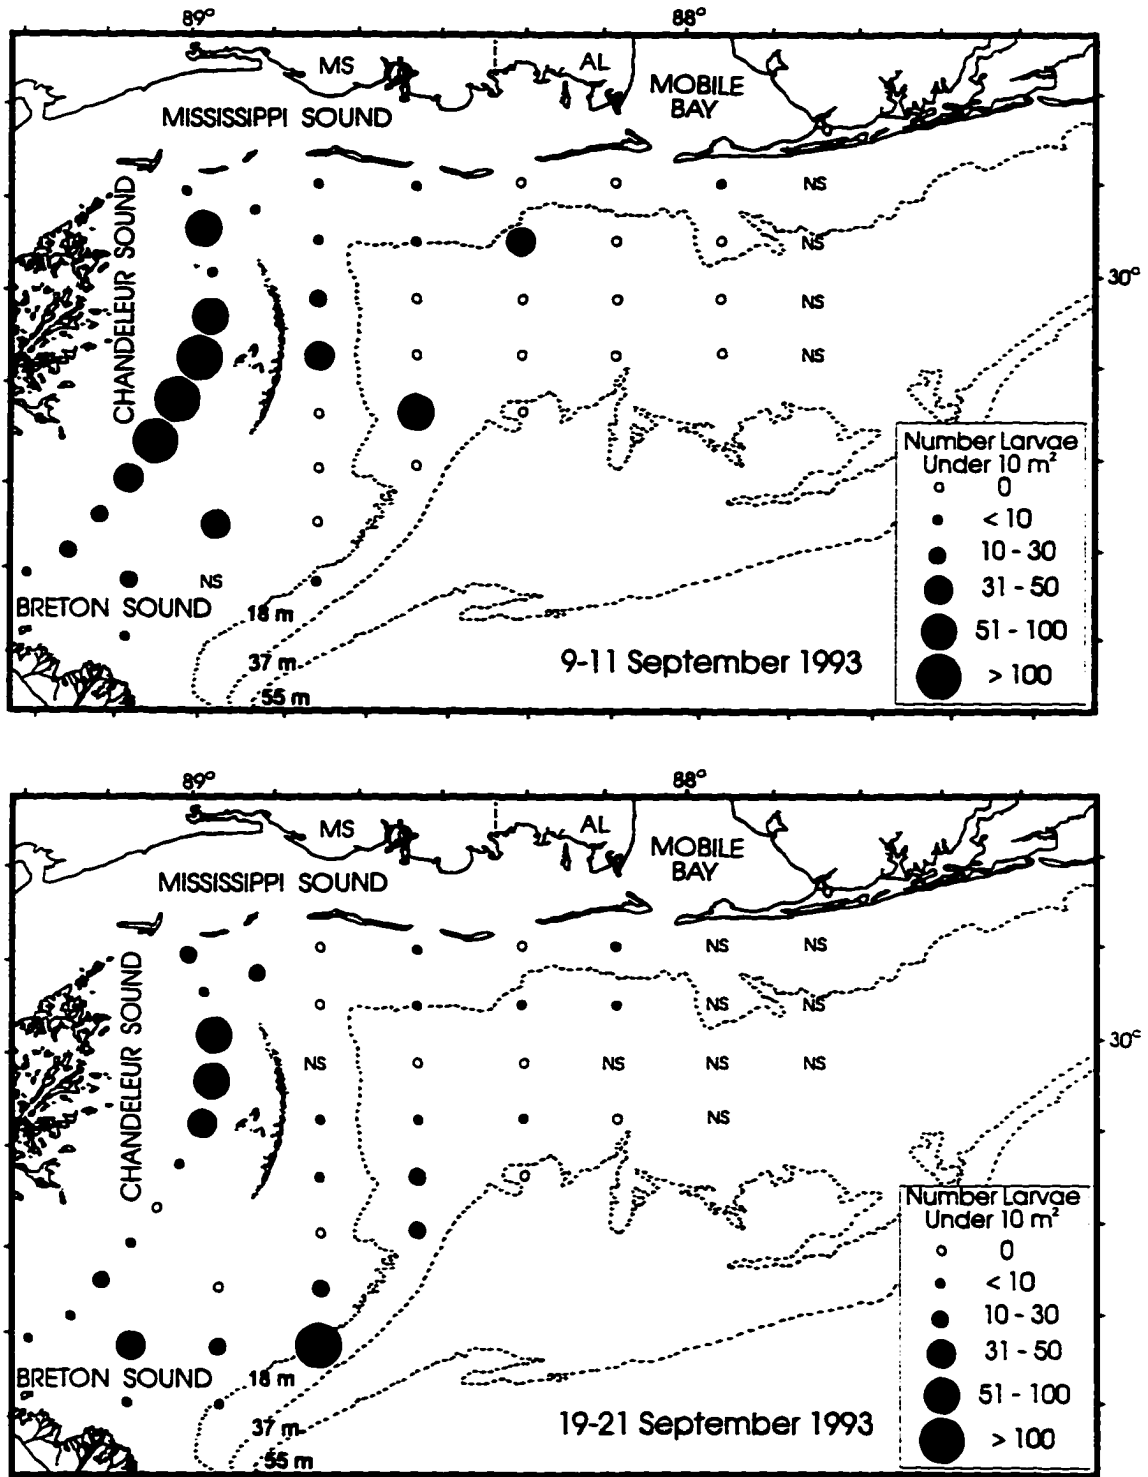 89° 88°
MS AL MOBILE
BAY
MISSISSIPPI SOUND
CHANDELEUR SOUND
NS
NS
30°
NS
NS
Number Larvae
Under 10 m²
0
< 10
10 - 30
31 - 50
51 - 100
> 100
NS
BRETON SOUND
18 m
37 m
55 m
9-11 September 1993
89° 88°
MS AL MOBILE
BAY
MISSISSIPPI SOUND
CHANDELEUR SOUND
NS NS
NS NS
30°
NS NS NS NS
NS
Number Larvae
Under 10 m²
0
< 10
10 - 30
31 - 50
51 - 100
> 100
BRETON SOUND
18 m
37 m
55 m
19-21 September 1993